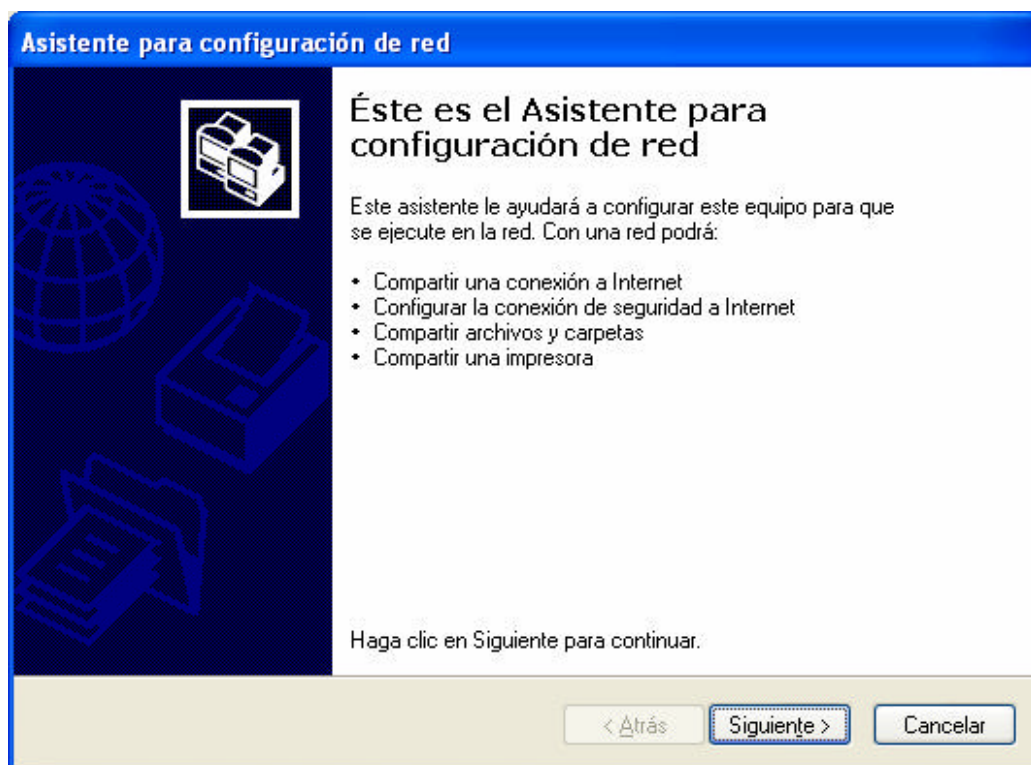 Asistente para configuración de red
Éste es el Asistente para
configuración de red
Este asistente le ayudará a configurar este equipo para que
se ejecute en la red. Con una red podrá:
• Compartir una conexión a Internet
• Configurar la conexión de seguridad a Internet
• Compartir archivos y carpetas
• Compartir una impresora
Haga clic en Siguiente para continuar.
< Atrás Siguiente > Cancelar